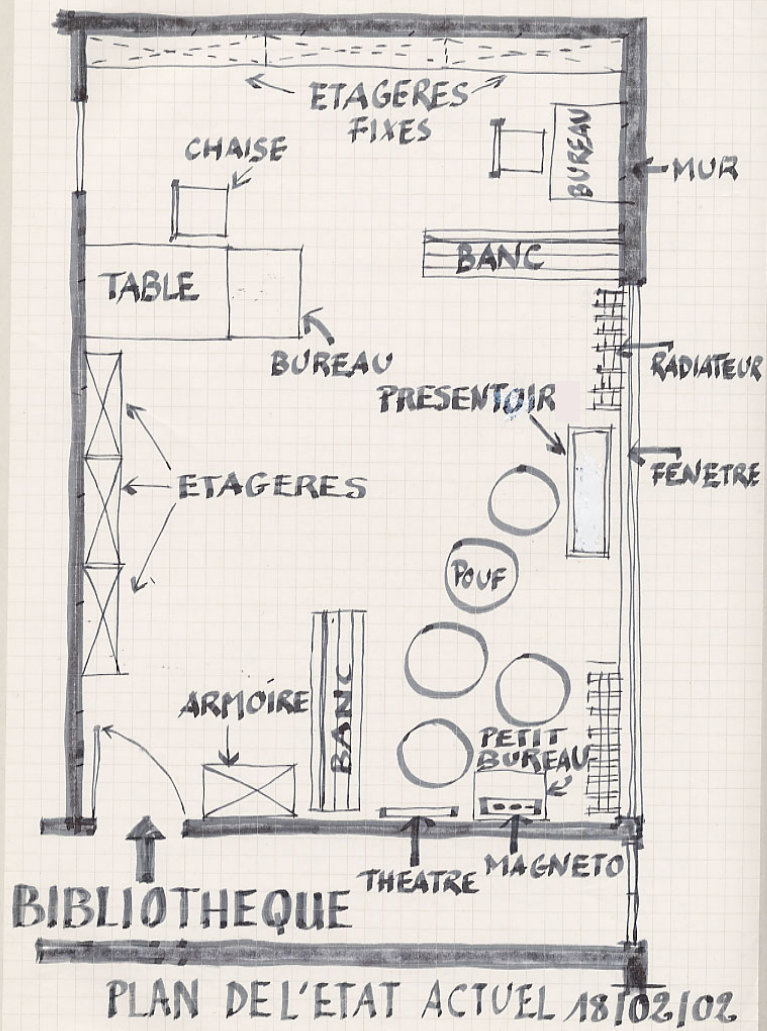 ETAGERES
FIXES
CHAISE
BUREAU
MUR
BANC
TABLE
BUREAU
RADIATEUR
PRESENTOIR
FENETRE
ETAGERES
POUF
ARMOIRE
BANC
PETIT
BUREAU
THEATRE
MAGNETO
BIBLIOTHEQUE
PLAN DE L'ETAT ACTUEL 18/02/02